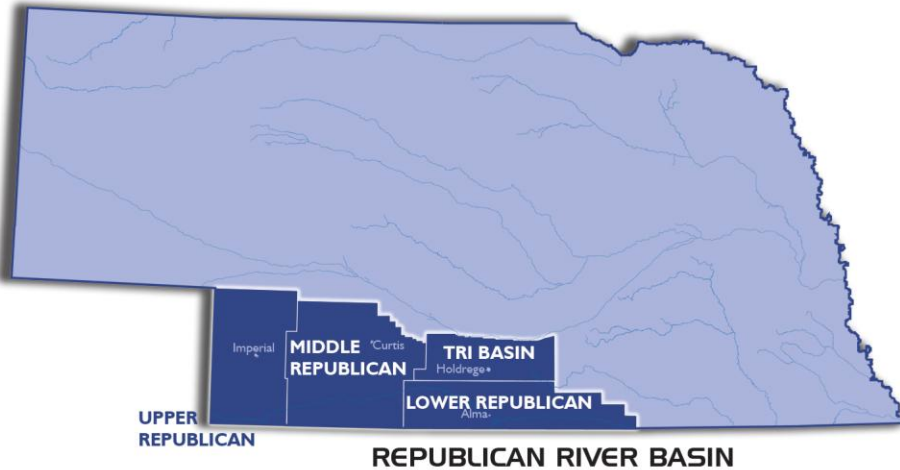 Imperial
MIDDLE
REPUBLICAN
Curtis
TRI BASIN
Holdrege
LOWER REPUBLICAN
Alma
UPPER
REPUBLICAN
REPUBLICAN RIVER BASIN